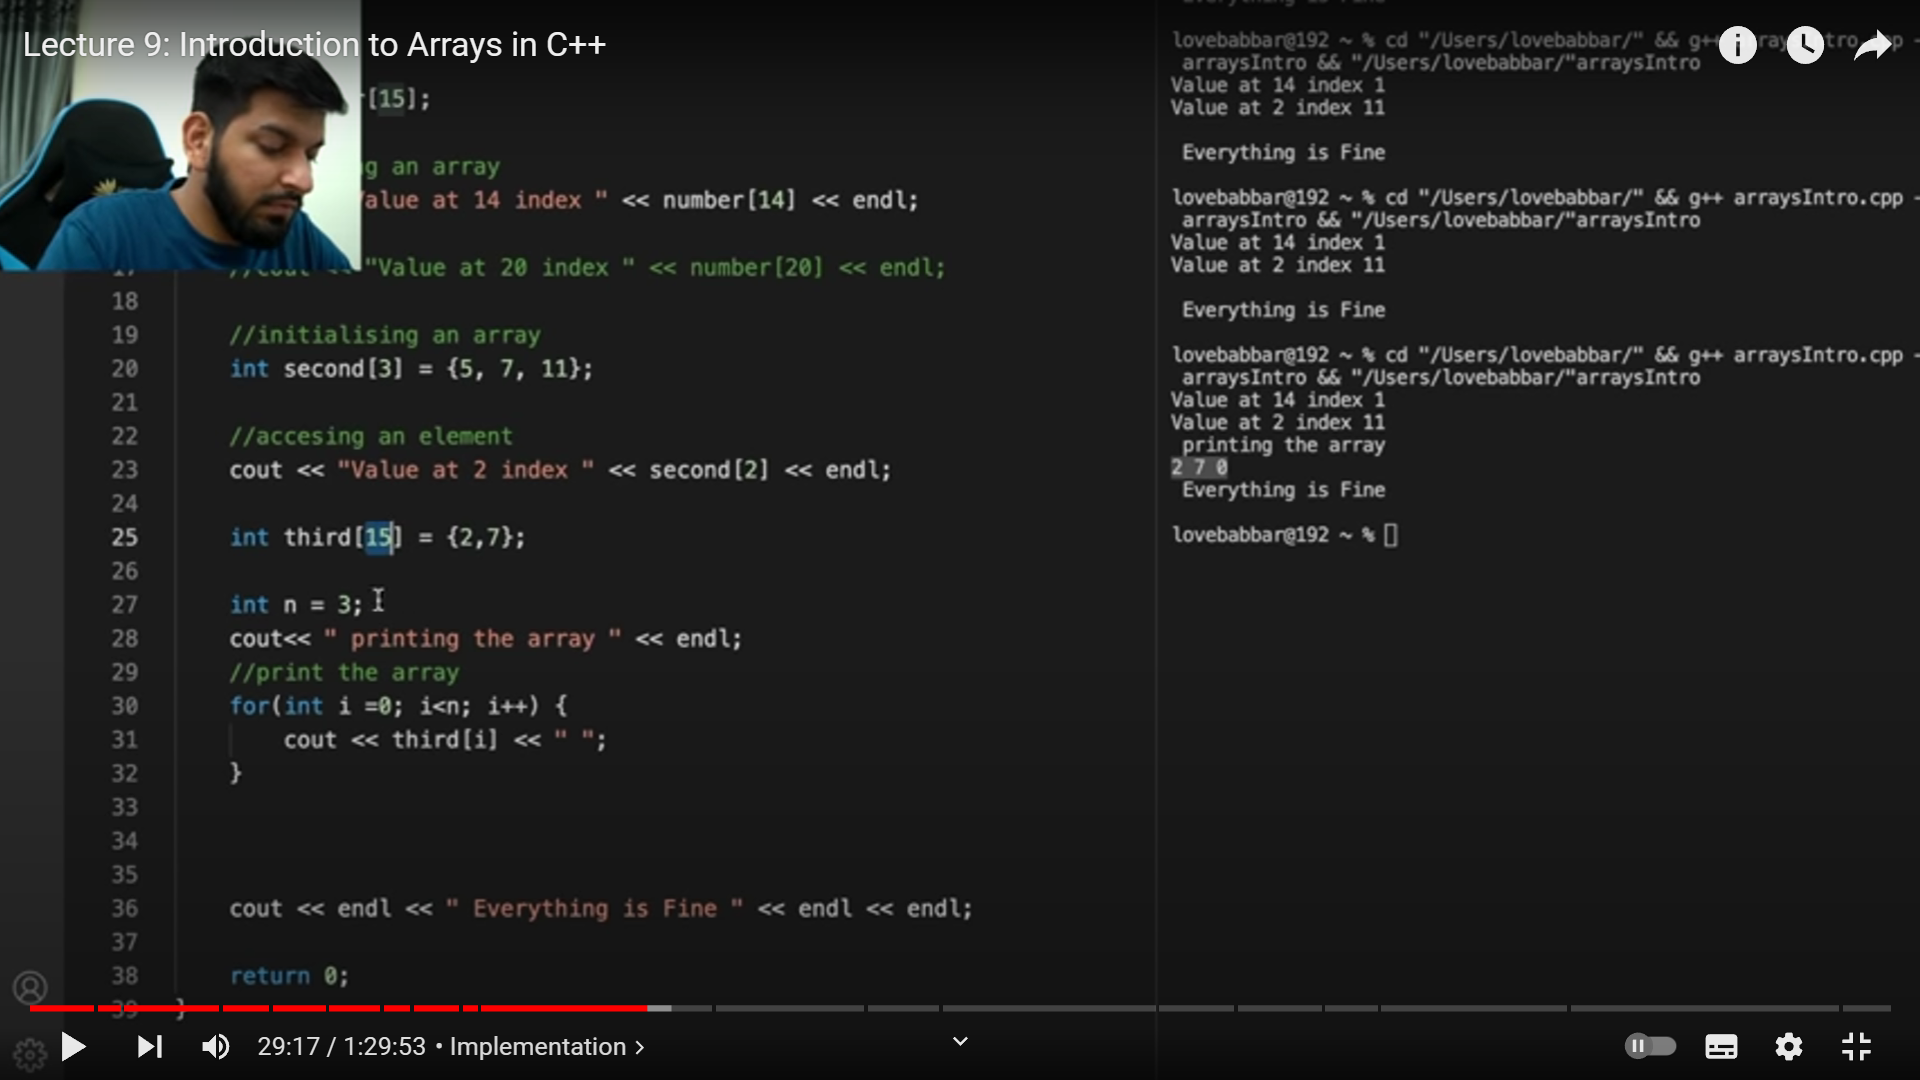 Lecture 9: Introduction to Arrays in C++
[15];
g an array
alue at 14 index " << number[14] << endl;
"Value at 20 index " << number[20] << endl;
18
19 //initialising an array
20 int second[3] = {5, 7, 11};
21
22 //accesing an element
23 cout << "Value at 2 index " << second[2] << endl;
24
25 int third[15] = {2,7};
26
27 int n = 3;
28 cout<< " printing the array " << endl;
29 //print the array
30 for(int i =0; i<n; i++) {
31 cout << third[i] << " ";
32 }
33
34
35
36 cout << endl << " Everything is Fine " << endl << endl;
37
38 return 0;
39 }
lovebabbar@192 ~ % cd "/Users/lovebabbar/" && g++
arraysIntro && "/Users/lovebabbar/"arraysIntro
Value at 14 index 1
Value at 2 index 11
Everything is Fine
lovebabbar@192 ~ % cd "/Users/lovebabbar/" && g++ arraysIntro.cpp -
arraysIntro && "/Users/lovebabbar/"arraysIntro
Value at 14 index 1
Value at 2 index 11
Everything is Fine
lovebabbar@192 ~ % cd "/Users/lovebabbar/" && g++ arraysIntro.cpp -
arraysIntro && "/Users/lovebabbar/"arraysIntro
Value at 14 index 1
Value at 2 index 11
printing the array
2 7 0
Everything is Fine
lovebabbar@192 ~ %
29:17 / 1:29:53 • Implementation >